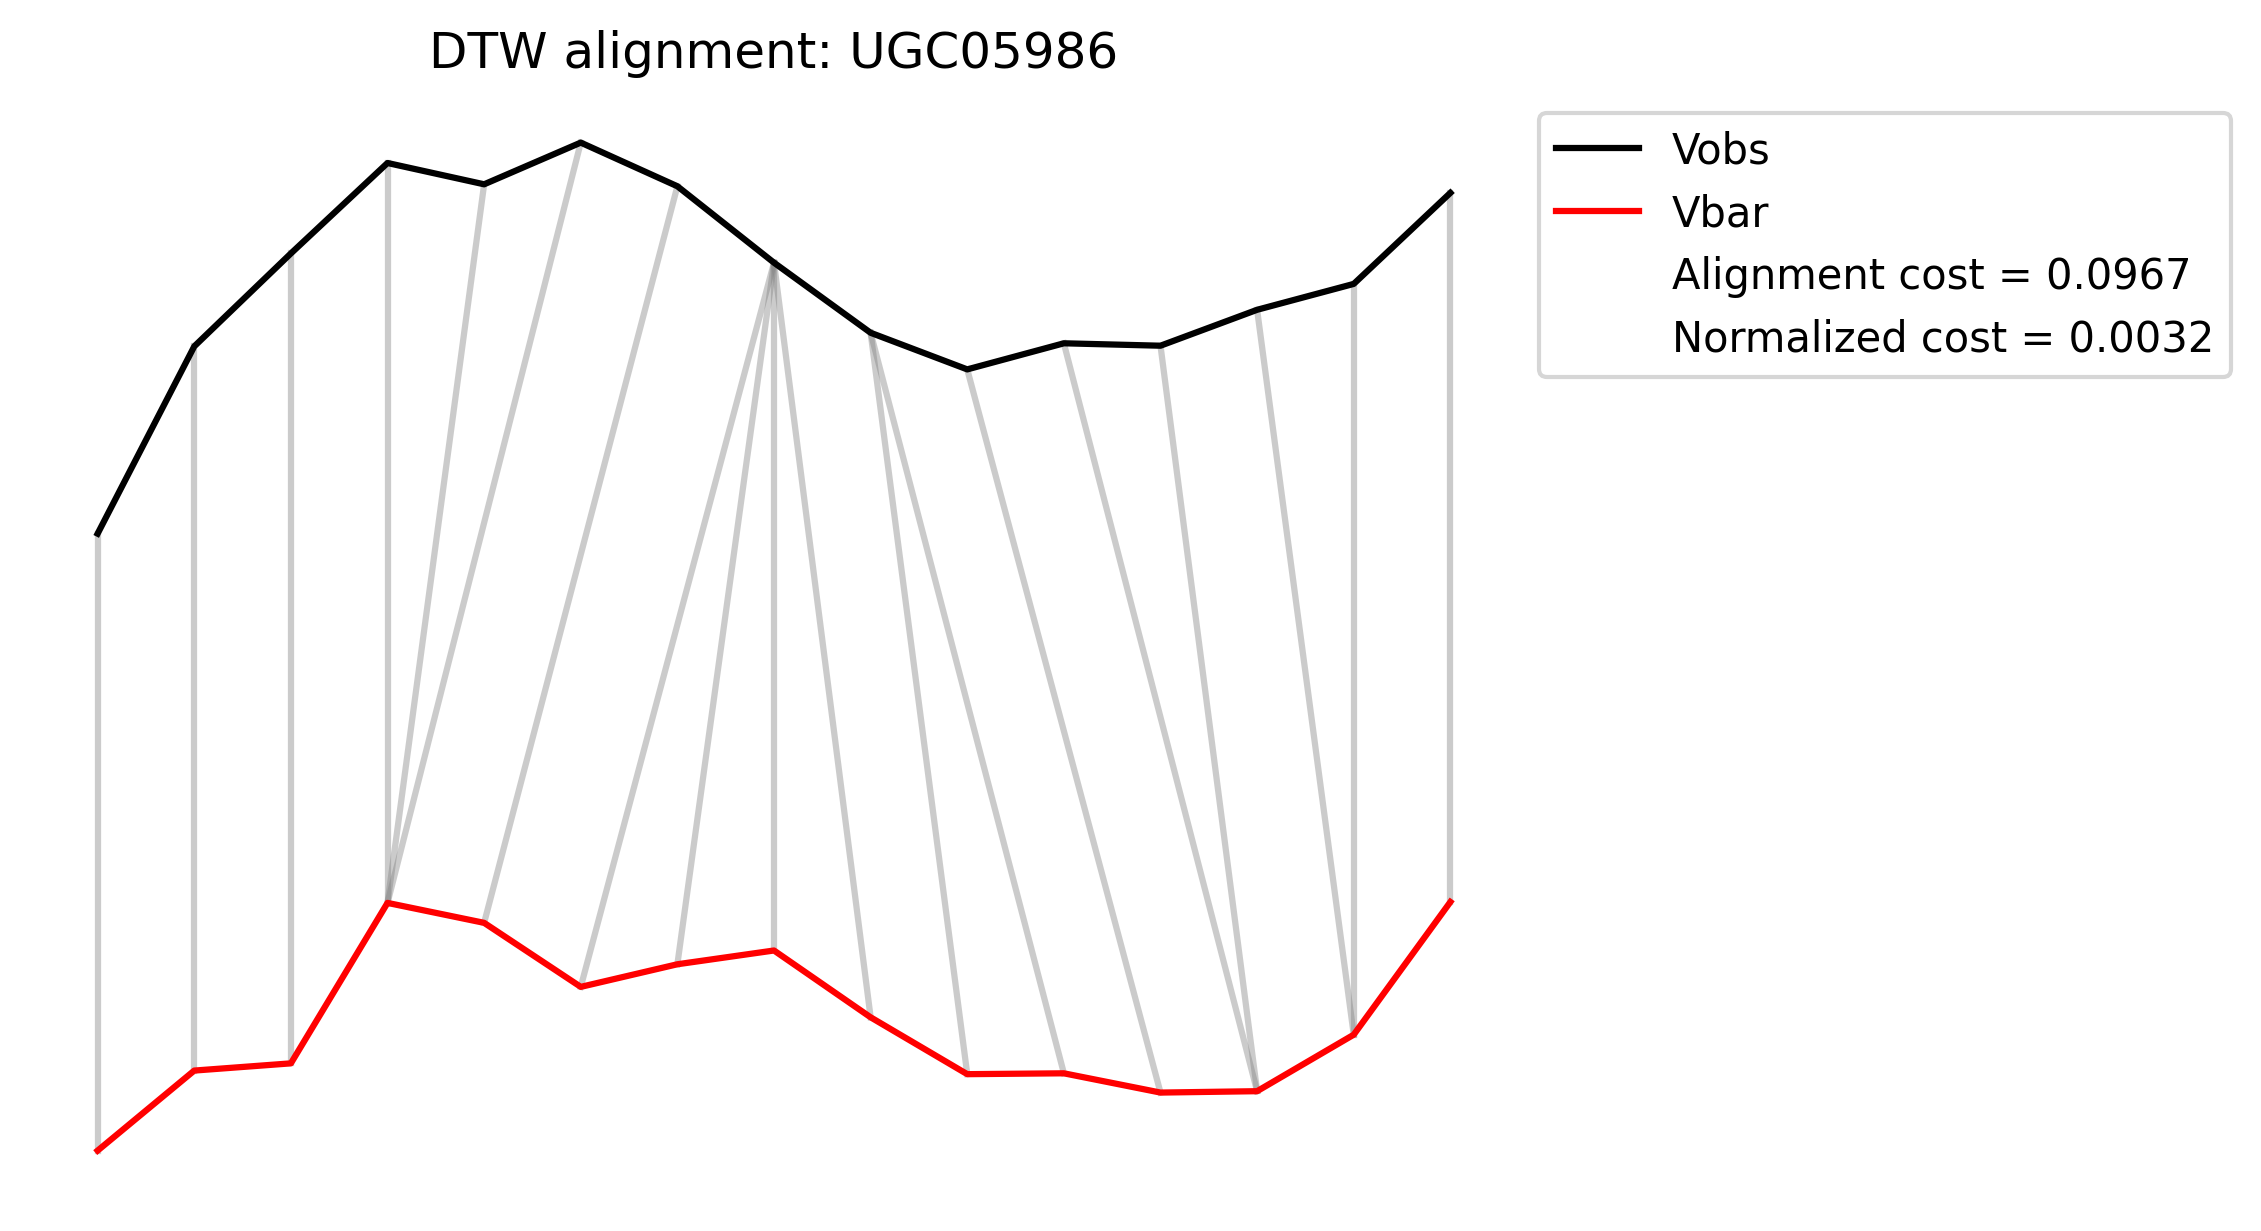 DTW alignment: UGC05986
Vobs
Vbar
Alignment cost = 0.0967
Normalized cost = 0.0032